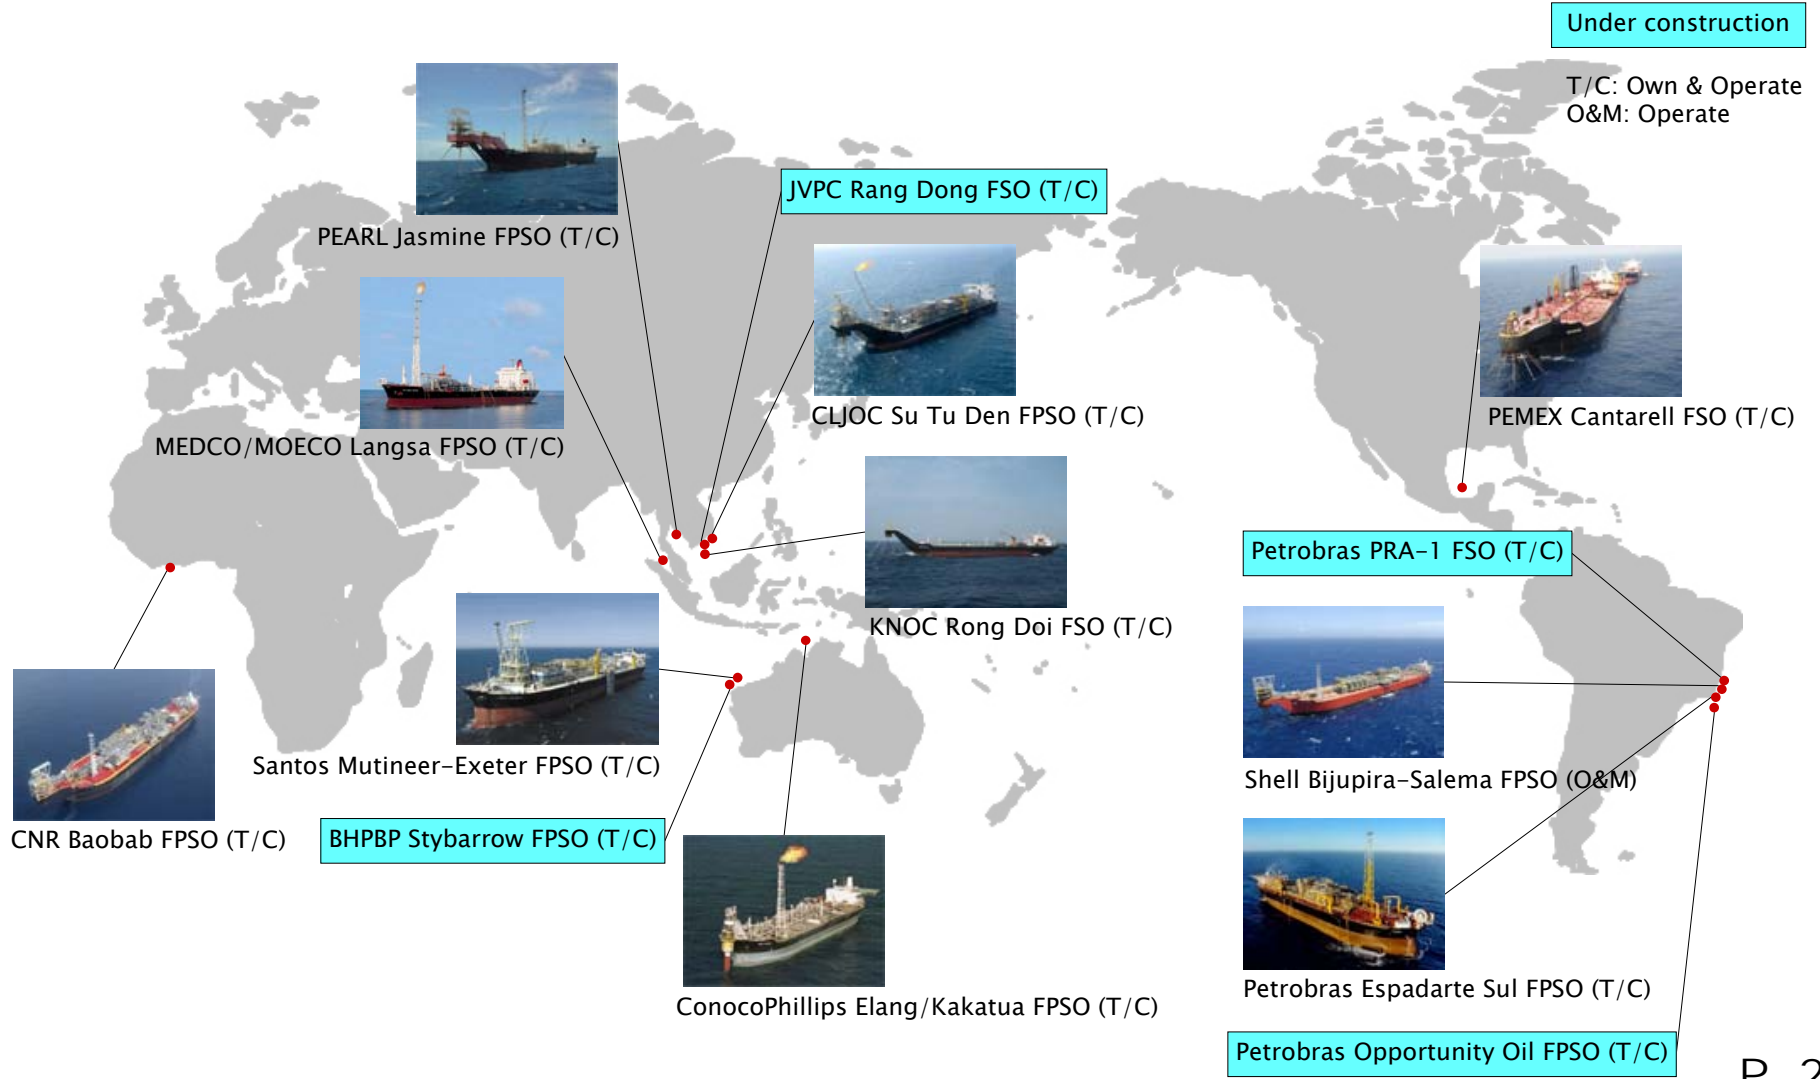 Under construction
T/C: Own & Operate
O&M: Operate
JVPC Rang Dong FSO (T/C)
PEARL Jasmine FPSO (T/C)
CLJOC Su Tu Den FPSO (T/C)
PEMEX Cantarell FSO (T/C)
MEDCO/MOECO Langsa FPSO (T/C)
Petrobras PRA-1 FSO (T/C)
KNOC Rong Doi FSO (T/C)
Santos Mutineer-Exeter FPSO (T/C)
Shell Bijupira-Salema FPSO (O&M)
CNR Baobab FPSO (T/C)
BHPBP Stybarrow FPSO (T/C)
Petrobras Espadarte Sul FPSO (T/C)
ConocoPhillips Elang/Kakatua FPSO (T/C)
Petrobras Opportunity Oil FPSO (T/C)